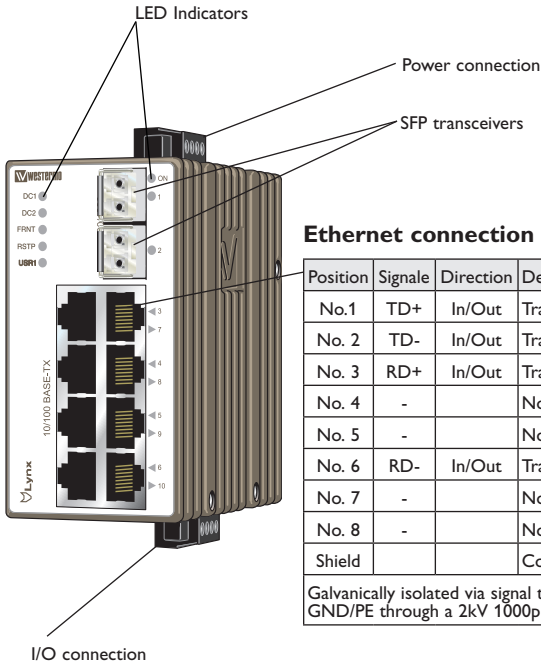 LED Indicators
Power connection
SFP transceivers
Westermo
ON
DC1
1
DC2
FRNT
RSTP
2
USR1
3
7
4
8
5
9
6
10
10/100 BASE-TX
Lynx
I/O connection
Ethernet connection
Position Signale Direction
No.1 TD+ In/Out
No. 2 TD- In/Out
No. 3 RD+ In/Out
No. 4 -
No. 5 -
No. 6 RD- In/Out
No. 7 -
No. 8 -
Shield
Galvanically isolated via signal
GND/PE through a 2kV